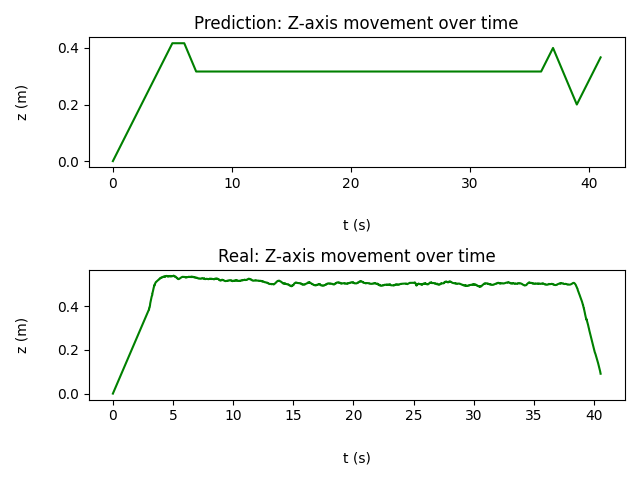 Prediction: Z-axis movement over time
z (m)
0.4
0.2
0.0
0 10 20 30 40
t (s)
Real: Z-axis movement over time
z (m)
0.4
0.2
0.0
0 5 10 15 20 25 30 35 40
t (s)